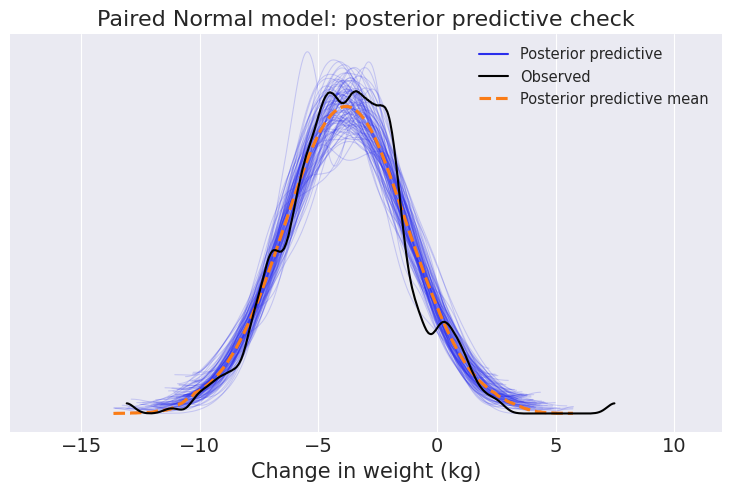 Paired Normal model: posterior predictive check
Posterior predictive
Observed
Posterior predictive mean
−15 −10 −5 0 5 10
Change in weight (kg)